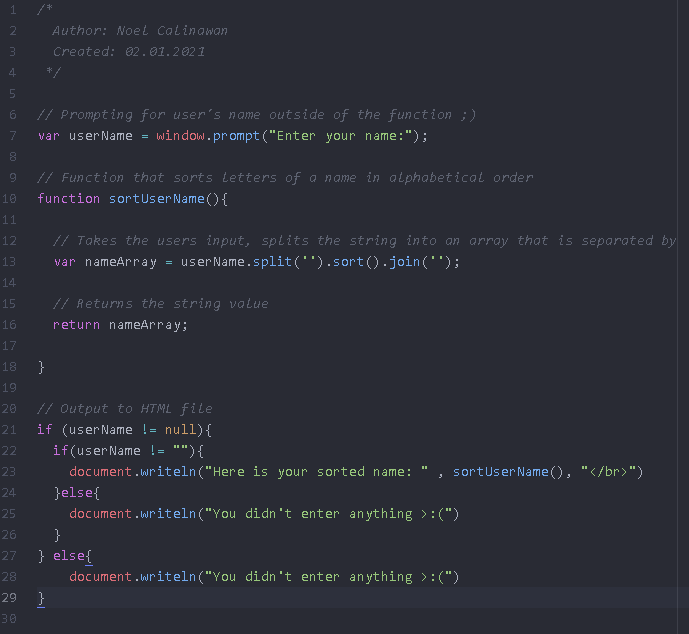 1 /*
2 Author: Noel Calinawan
3 Created: 02.01.2021
4 */
5
6 // Prompting for user's name outside of the function ;)
7 var userName = window.prompt("Enter your name:");
8
9 // Function that sorts letters of a name in alphabetical order
10 function sortUserName(){
11
12 // Takes the users input, splits the string into an array that is separated by
13 var nameArray = userName.split('').sort().join('');
14
15 // Returns the string value
16 return nameArray;
17
18 }
19
20 // Output to HTML file
21 if (userName != null){
22 if(userName != ""){
23 document.writeln("Here is your sorted name: " , sortUserName(), "</br>")
24 }else{
25 document.writeln("You didn't enter anything >:(")
26 }
27 } else{
28 document.writeln("You didn't enter anything >:(")
29 }
30